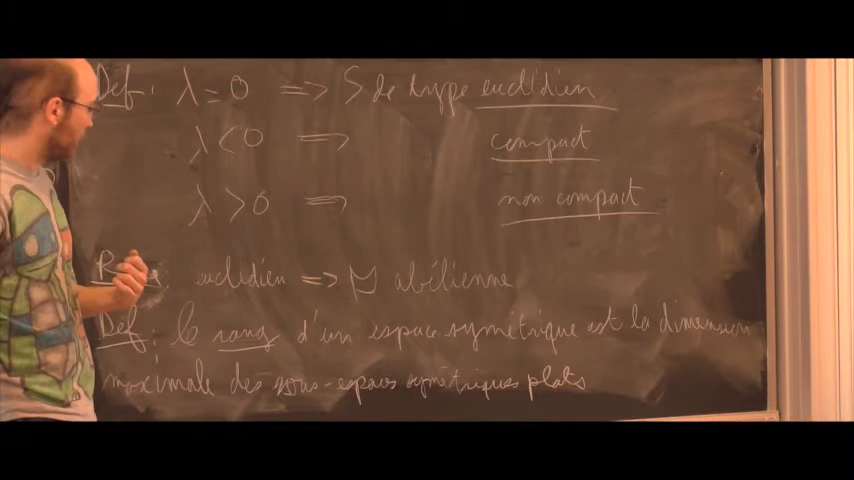 Def: λ = 0 ⟹ S de type euclidien
λ < 0 ⟹ compact
λ > 0 ⟹ non compact
euclidien ⟹ abélienne
Def: le rang d'un espace symétrique est la dimension
maximale des sous-espaces symétriques plats